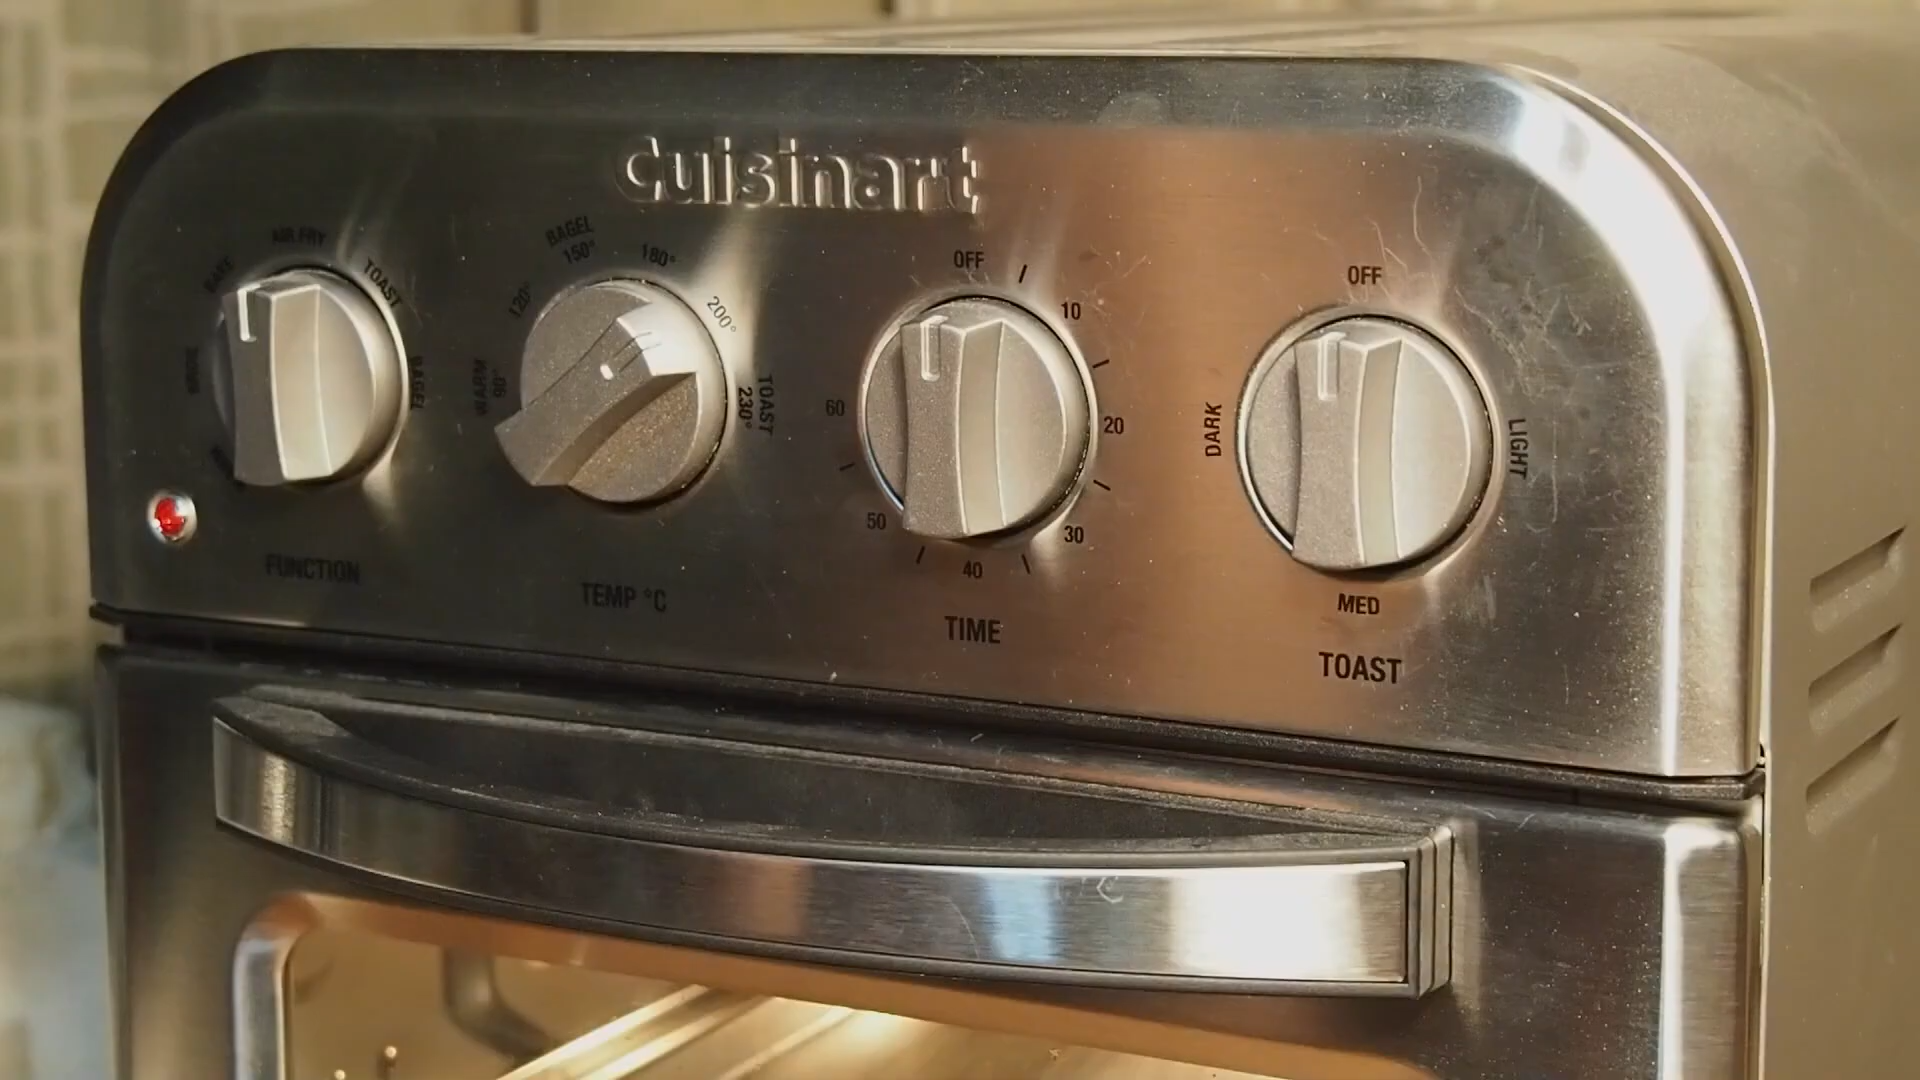 Cuisinart
AIR FRY
BAKE
TOAST
BAGEL
FUNCTION
BAGEL
150°
180°
120°
200°
WARM
90°
TOAST
230°
TEMP °C
OFF
10
60
20
50
30
40
TIME
OFF
DARK
LIGHT
MED
TOAST